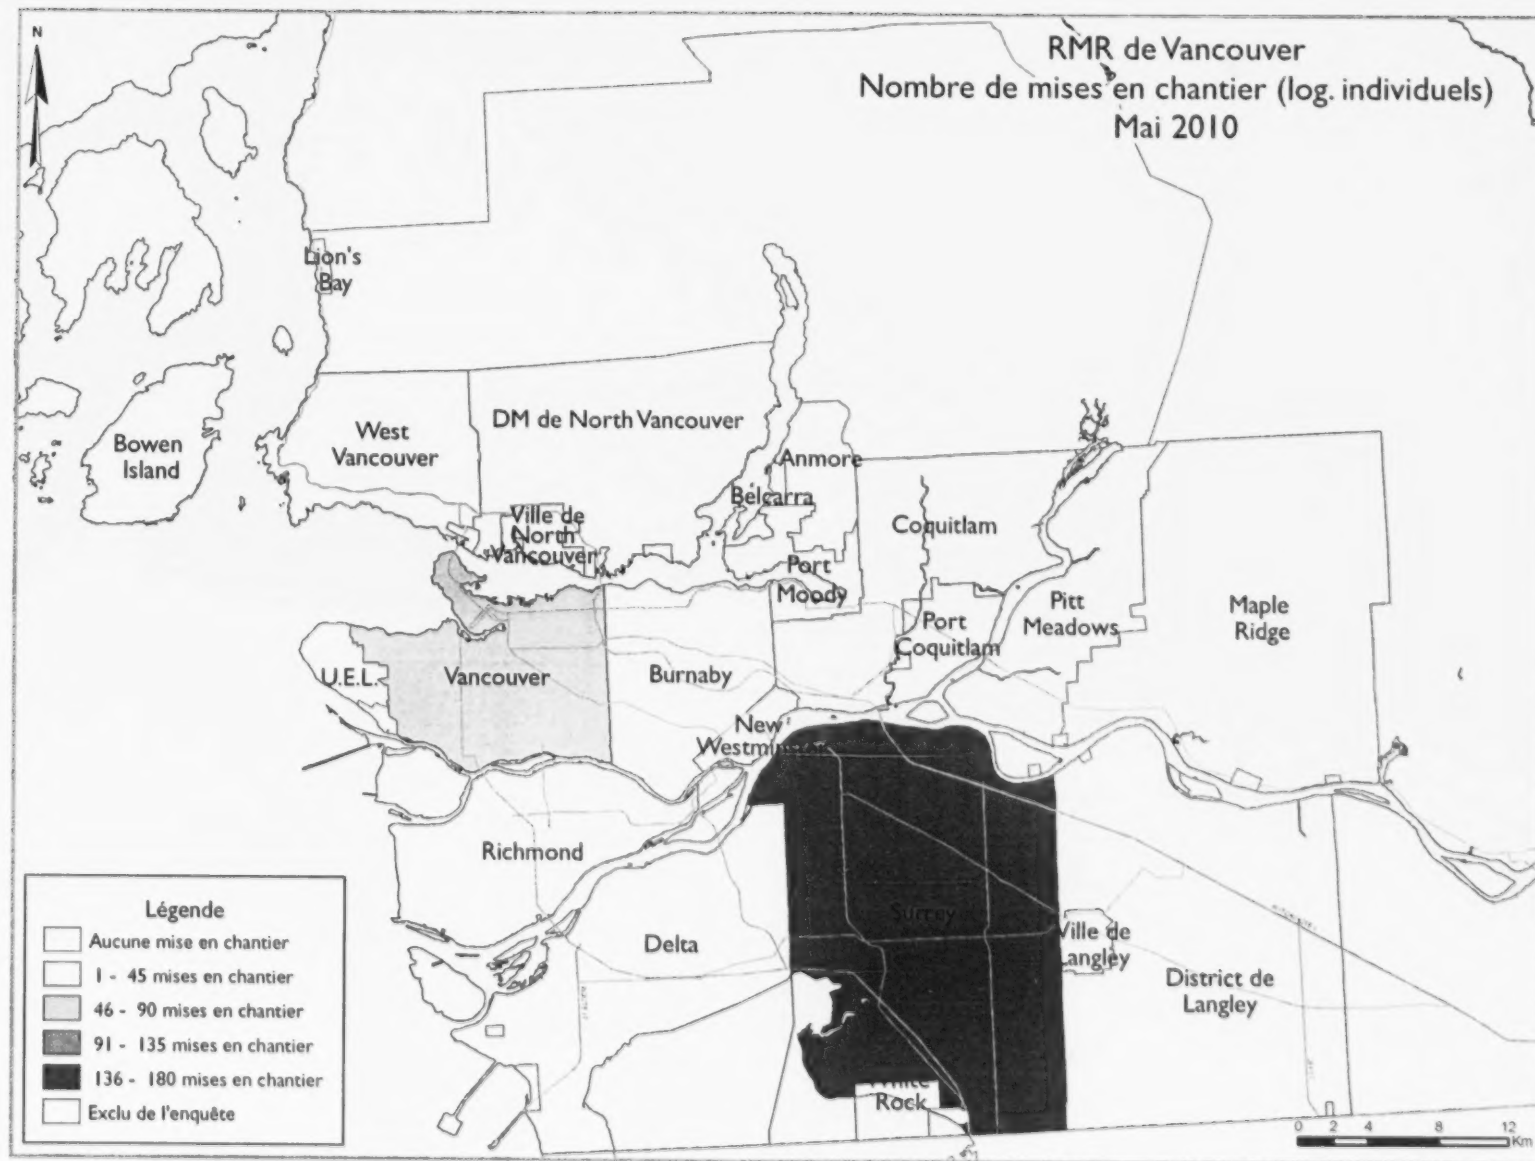 N
RMR de Vancouver
Nombre de mises en chantier (log. individuels)
Mai 2010
Lion's
Bay
Bowen
Island
West
Vancouver
DM de North Vancouver
Anmore
Belcarra
Ville de
North
Vancouver
Port
Moody
Coquitlam
Port
Coquitlam
Pitt
Meadows
Maple
Ridge
U.E.L.
Vancouver
Burnaby
New
Westminster
Richmond
Delta
Surrey
Ville de
Langley
District de
Langley
White
Rock
Légende
Aucune mise en chantier
1 - 45 mises en chantier
46 - 90 mises en chantier
91 - 135 mises en chantier
136 - 180 mises en chantier
Exclu de l'enquête
0 2 4 8 12
Km